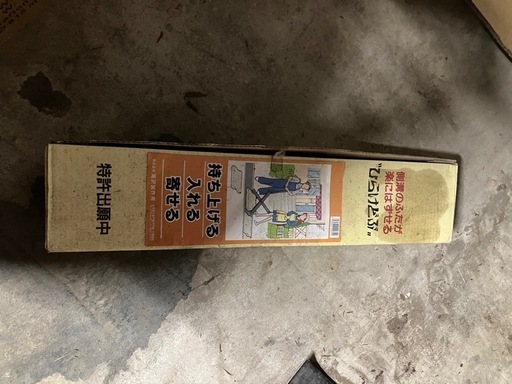 側溝のふたが
楽にはずせる
"ひらけどぶ"
持ち上げる
入れる
寄せる
特許出願中